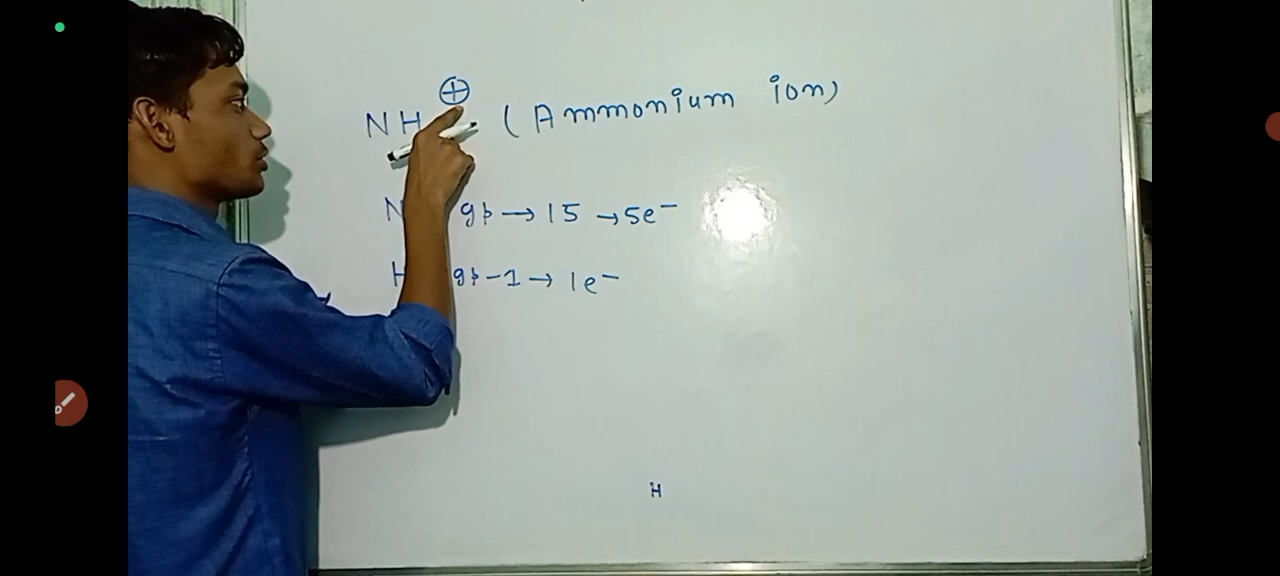 NH ⊕ (Ammonium ion)
N gp → 15 → 5e⁻
H gp-1 → 1e⁻
H